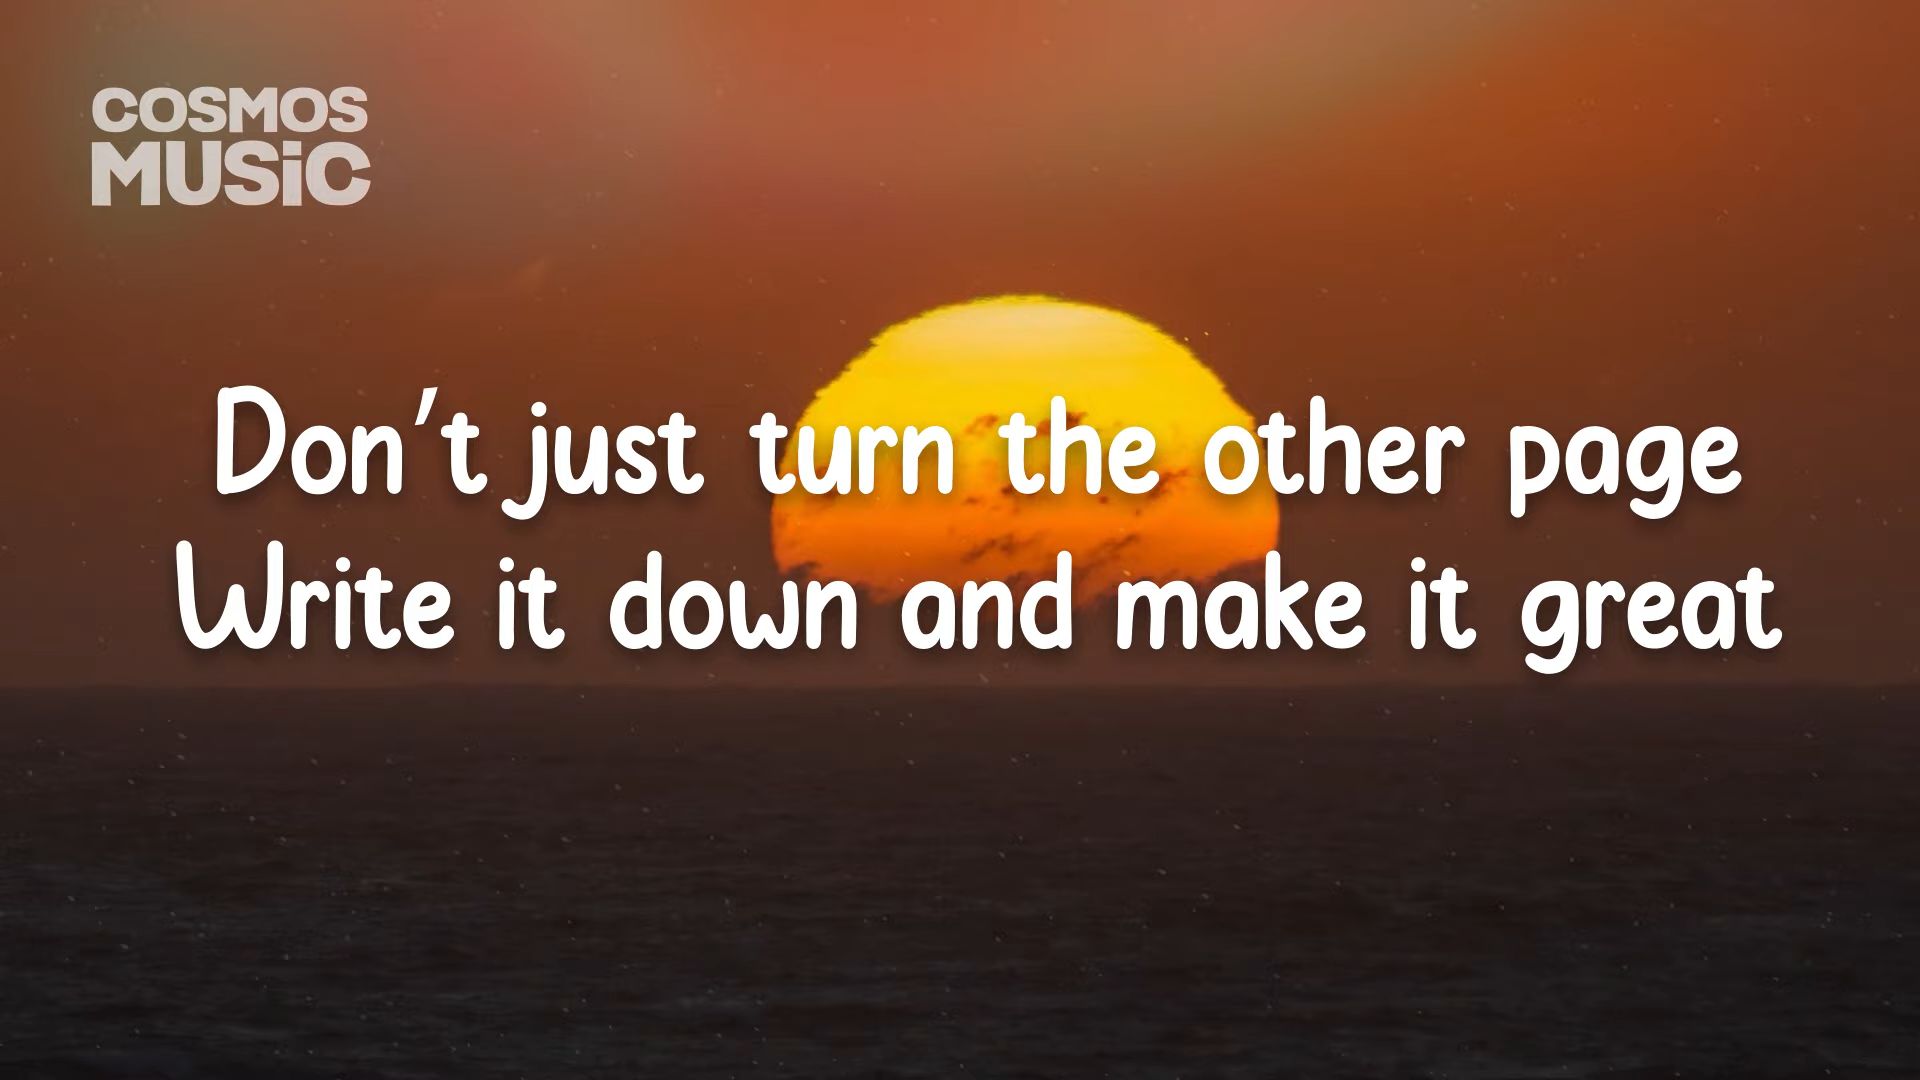 COSMOS
MUSiC
Don't just turn the other page
Write it down and make it great